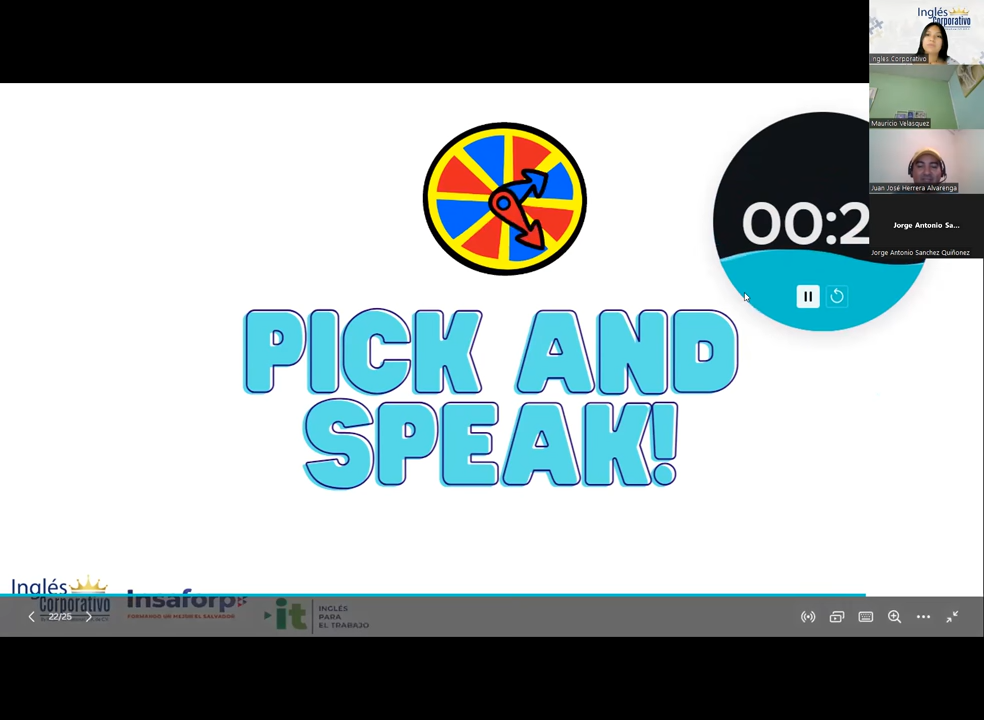 Inglés
Corporativo
Ingles Corporativo
Mauricio Velasquez
Juan José Herrera Alvarenga
Jorge Antonio Sa...
Jorge Antonio Sanchez Quiñonez
00:2
PICK AND
SPEAK!
Inglés
Corporativo
Insaforp
FORMANDO UN MEJOR EL SALVADOR
it
INGLÉS
PARA
EL TRABAJO
22/25